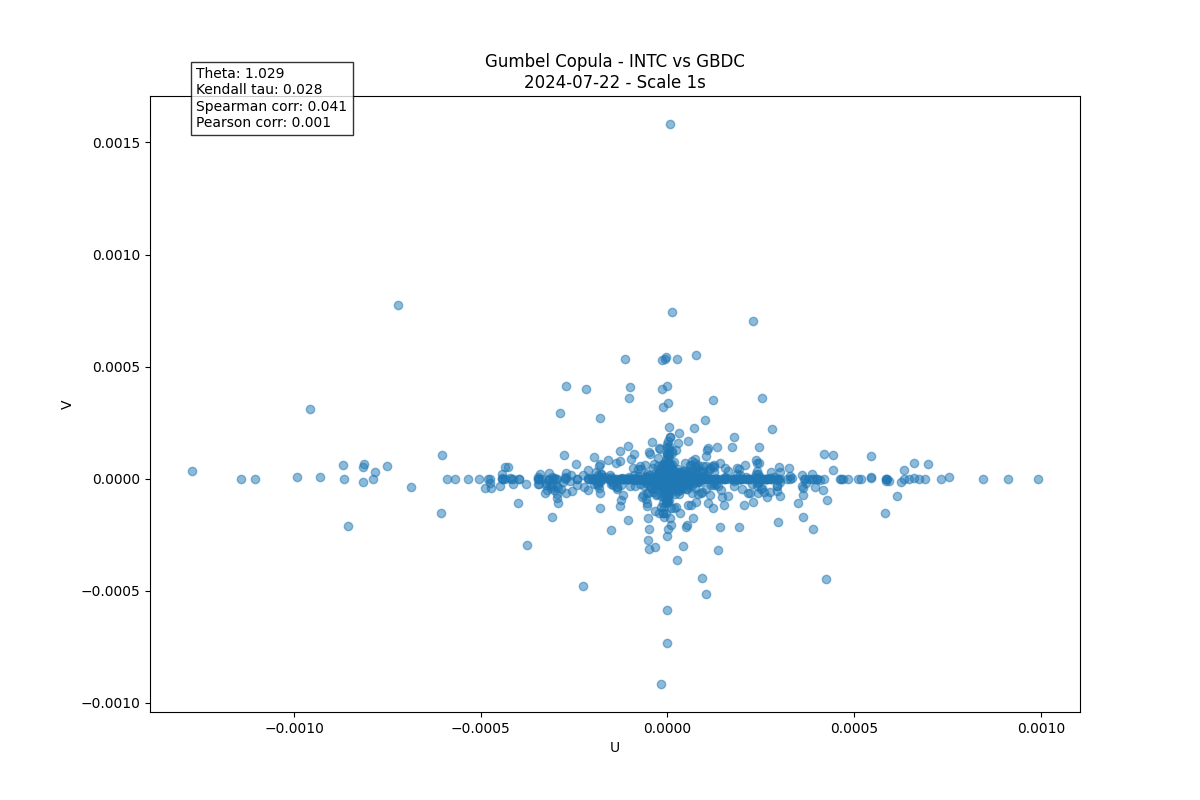 Gumbel Copula - INTC vs GBDC
2024-07-22 - Scale 1s
Theta: 1.029
Kendall tau: 0.028
Spearman corr: 0.041
Pearson corr: 0.001
0.0015
0.0010
0.0005
0.0000
−0.0005
−0.0010
V
−0.0010
−0.0005
0.0000
0.0005
0.0010
U